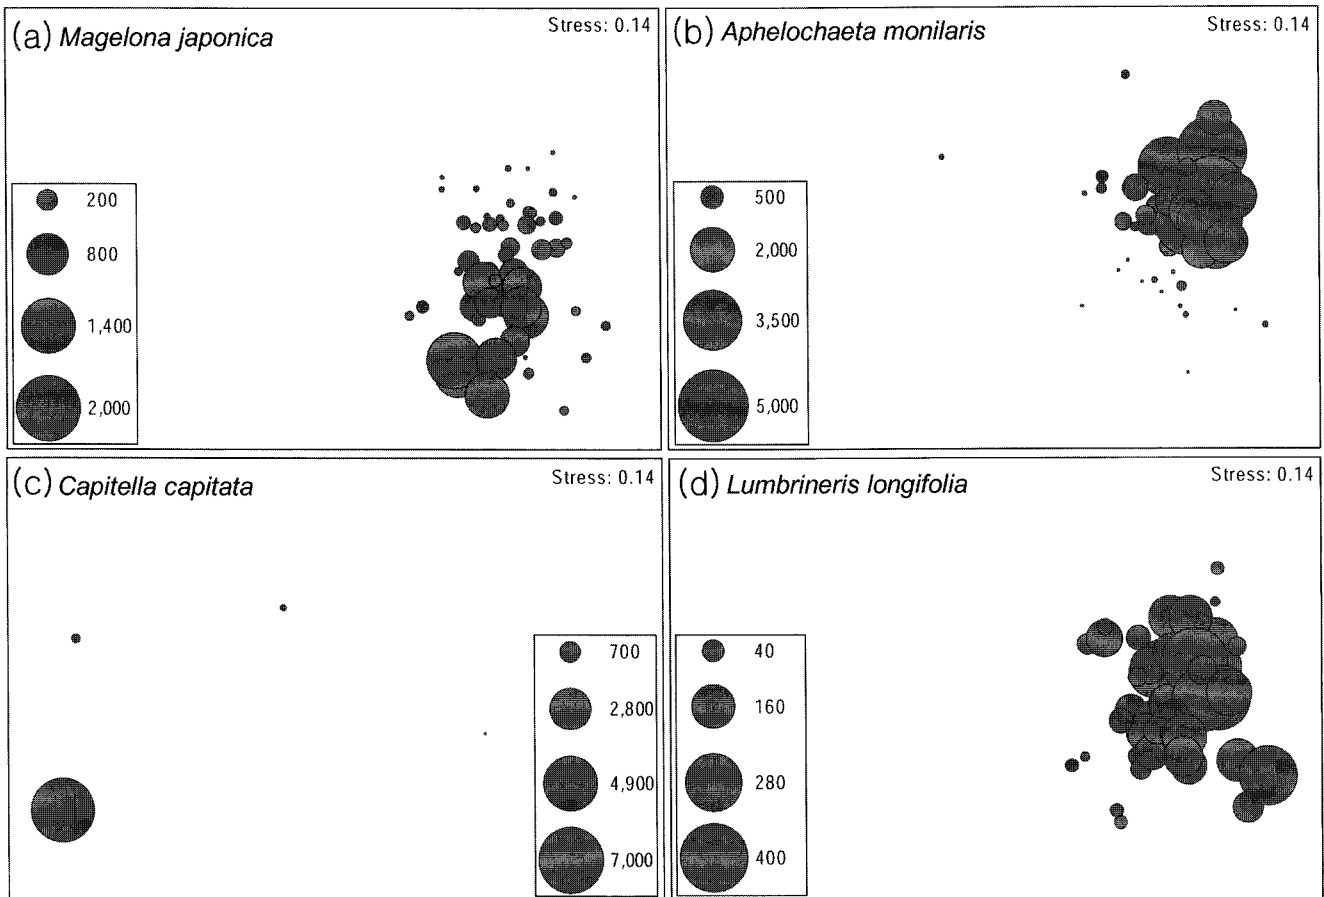 (a) Magelona japonica
Stress: 0.14
200
800
1,400
2,000
(b) Aphelochaeta monilaris
Stress: 0.14
500
2,000
3,500
5,000
(c) Capitella capitata
Stress: 0.14
700
2,800
4,900
7,000
(d) Lumbrineris longifolia
Stress: 0.14
40
160
280
400